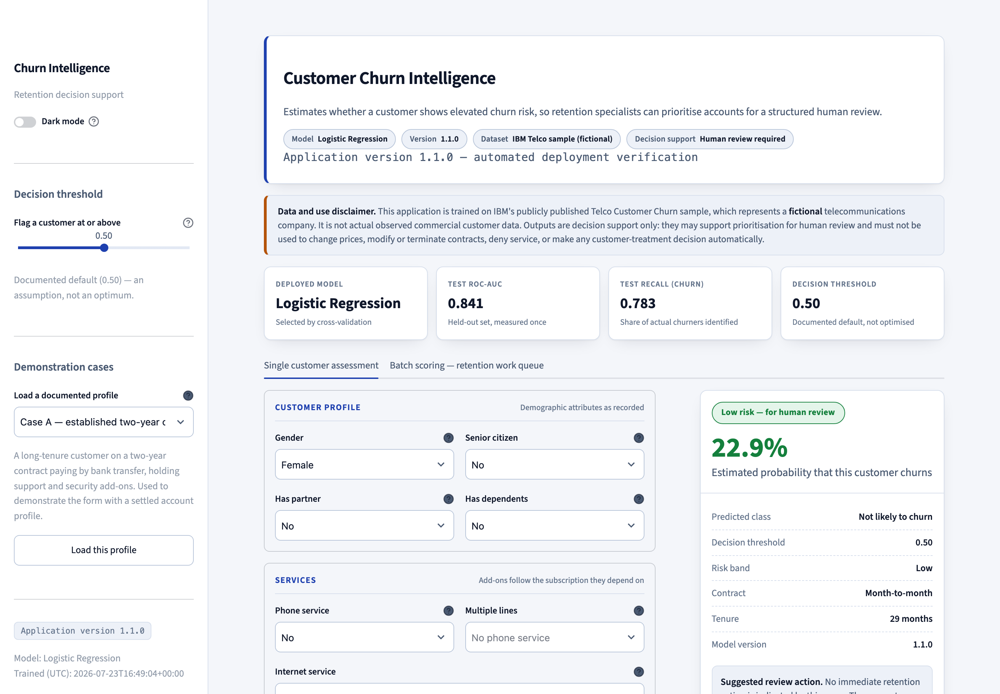 Churn Intelligence
Retention decision support
Dark mode
Decision threshold
Flag a customer at or above
0.50
Documented default (0.50) — an
assumption, not an optimum.
Demonstration cases
Load a documented profile
Case A — established two-year c
A long-tenure customer on a two-year
contract paying by bank transfer, holding
support and security add-ons. Used to
demonstrate the form with a settled account
profile.
Load this profile
Application version 1.1.0
Model: Logistic Regression
Trained (UTC): 2026-07-23T16:49:04+00:00
Customer Churn Intelligence
Estimates whether a customer shows elevated churn risk, so retention specialists can prioritise accounts for a structured human review.
Model Logistic Regression Version 1.1.0 Dataset IBM Telco sample (fictional) Decision support Human review required
Application version 1.1.0 — automated deployment verification
Data and use disclaimer. This application is trained on IBM's publicly published Telco Customer Churn sample, which represents a fictional telecommunications
company. It is not actual observed commercial customer data. Outputs are decision support only: they may support prioritisation for human review and must not be
used to change prices, modify or terminate contracts, deny service, or make any customer-treatment decision automatically.
DEPLOYED MODEL
Logistic Regression
Selected by cross-validation
TEST ROC-AUC
0.841
Held-out set, measured once
TEST RECALL (CHURN)
0.783
Share of actual churners identified
DECISION THRESHOLD
0.50
Documented default, not optimised
Single customer assessment Batch scoring — retention work queue
CUSTOMER PROFILE Demographic attributes as recorded
Gender Senior citizen
Female No
Has partner Has dependents
No No
SERVICES Add-ons follow the subscription they depend on
Phone service Multiple lines
No No phone service
Internet service
Low risk — for human review
22.9%
Estimated probability that this customer churns
Predicted class Not likely to churn
Decision threshold 0.50
Risk band Low
Contract Month-to-month
Tenure 29 months
Model version 1.1.0
Suggested review action. No immediate retention